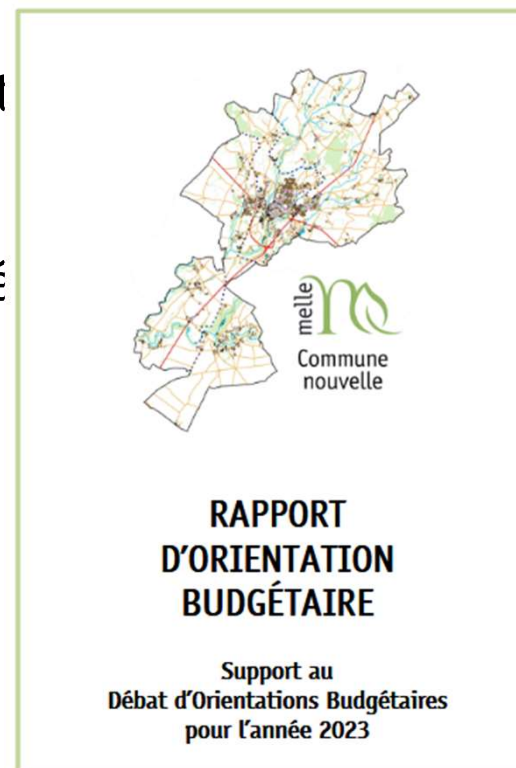 melle
Commune
nouvelle
RAPPORT
D'ORIENTATION
BUDGÉTAIRE
Support au
Débat d'Orientations Budgétaires
pour l'année 2023